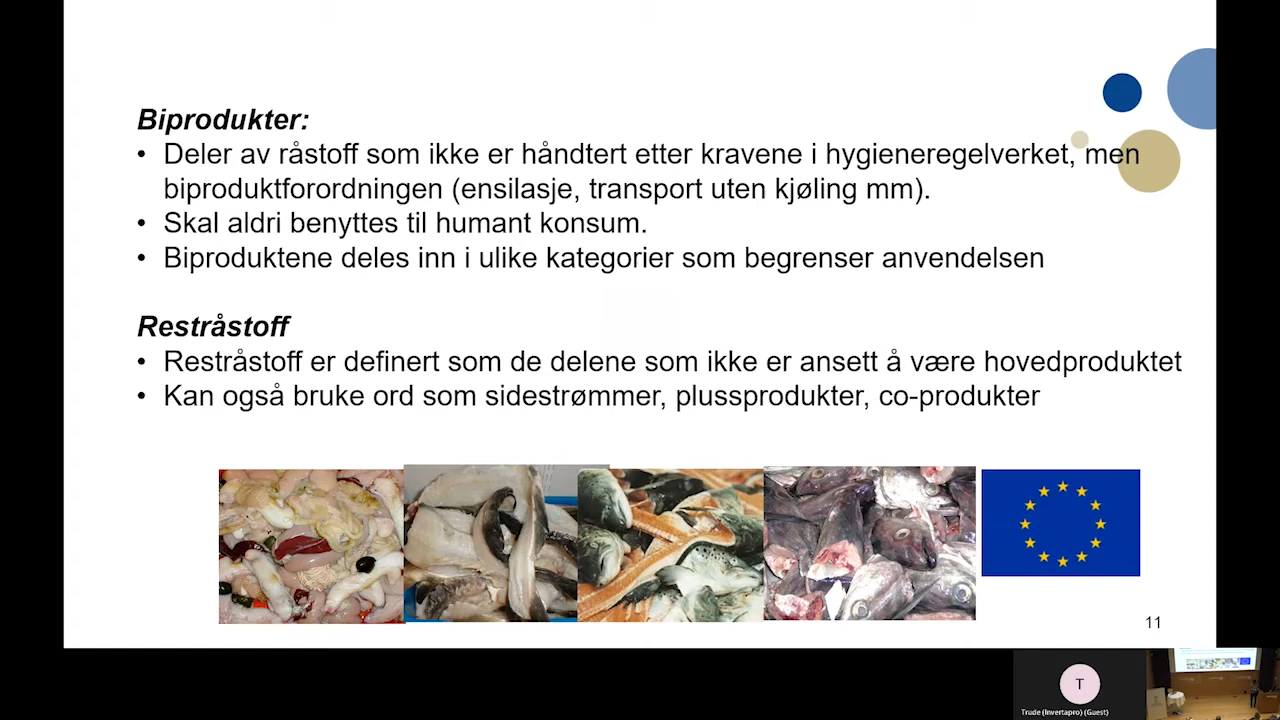 Biprodukter:
• Deler av råstoff som ikke er håndtert etter kravene i hygieneregelverket, men
biproduktforordningen (ensilasje, transport uten kjøling mm).
• Skal aldri benyttes til humant konsum.
• Biproduktene deles inn i ulike kategorier som begrenser anvendelsen
Restråstoff
• Restråstoff er definert som de delene som ikke er ansett å være hovedproduktet
• Kan også bruke ord som sidestrømmer, plussprodukter, co-produkter
11
T
Trude (Invertapro) (Guest)